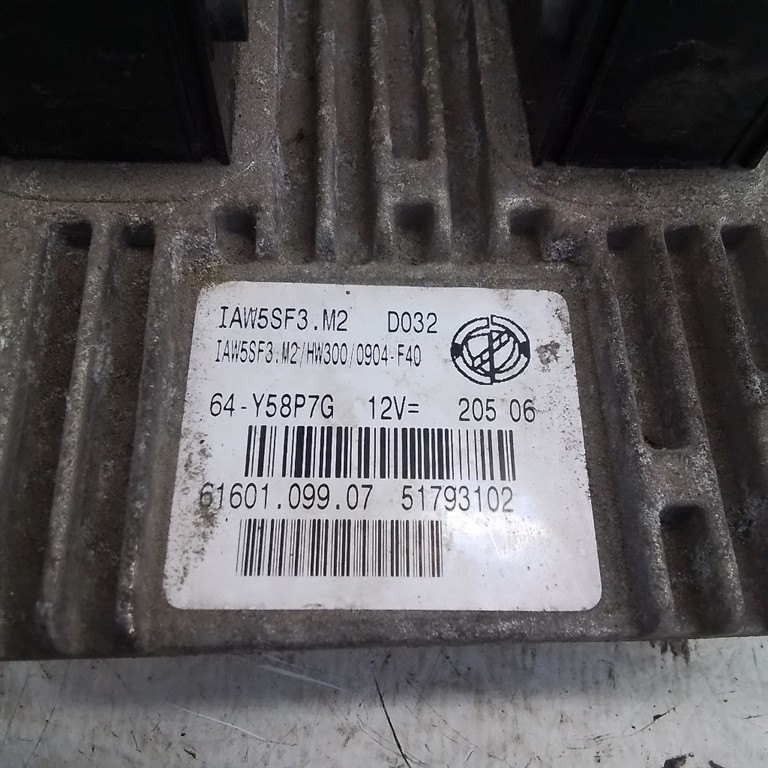 IAW5SF3.M2 D032
IAW5SF3.M2/HW300/0904-F40
64-Y58P7G 12V= 205 06
61601.099.07 51793102